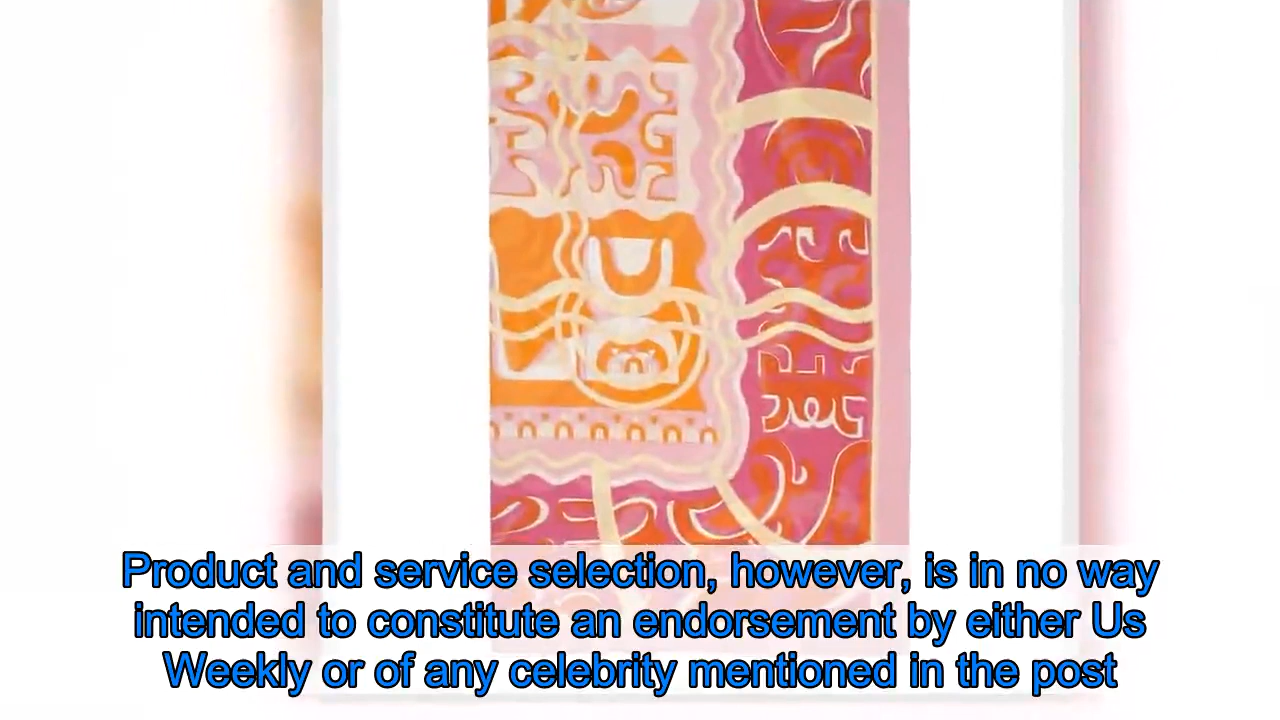 Product and service selection, however, is in no way
intended to constitute an endorsement by either Us
Weekly or of any celebrity mentioned in the post